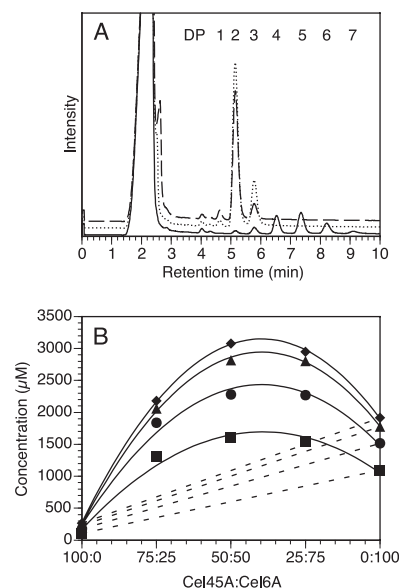 A
DP 1 2 3 4 5 6 7
Intensity
0 1 2 3 4 5 6 7 8 9 10
Retention time (min)
B
3500
3000
2500
2000
1500
1000
500
0
Concentration (µM)
100:0 75:25 50:50 25:75 0:100
Cel45A:Cel6A